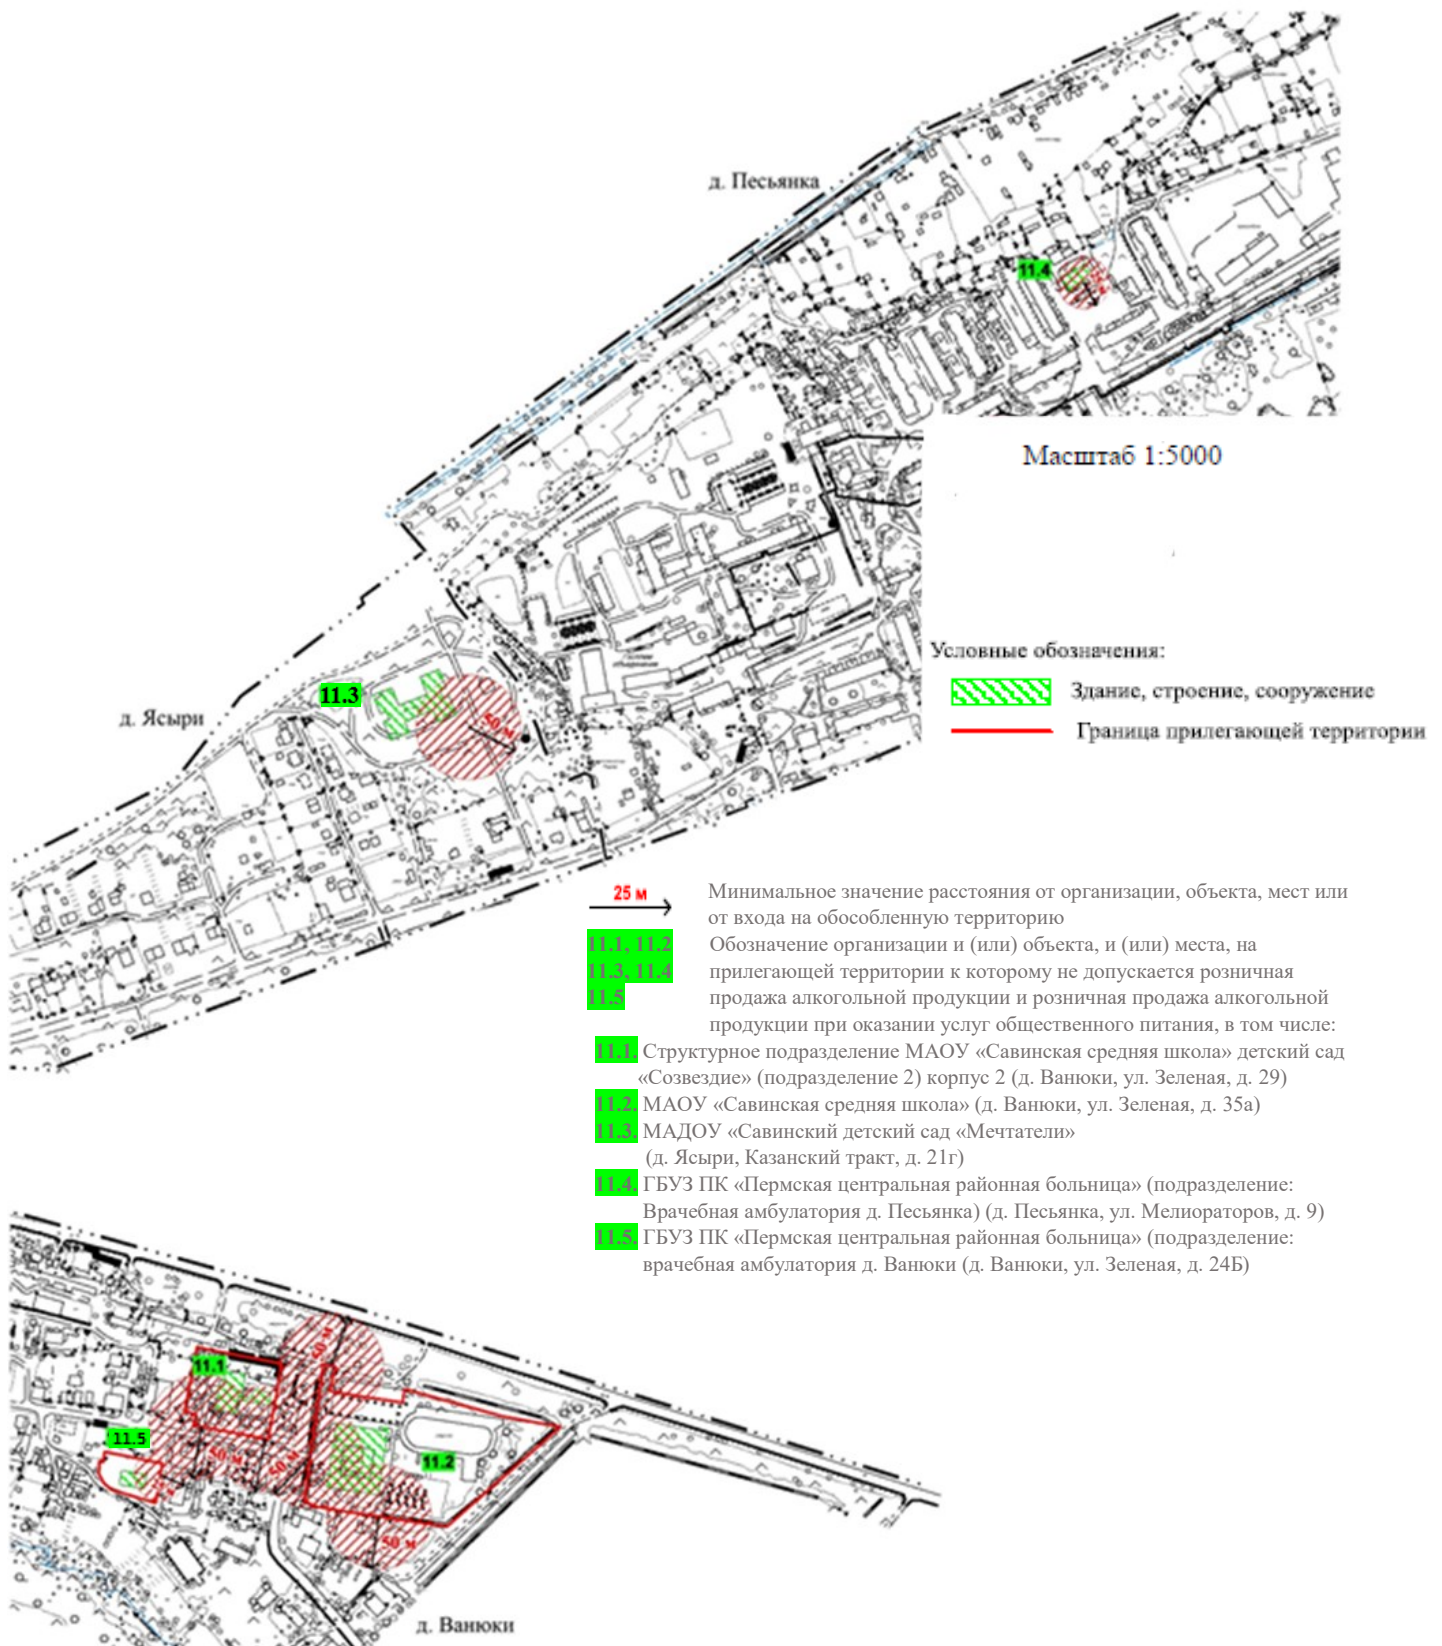 д. Песьянка
11.4
Масштаб 1:5000
Условные обозначения:
Здание, строение, сооружение
Граница прилегающей территории
11.3
д. Ясыри
50 м
25 м
Минимальное значение расстояния от организации, объекта, мест или
от входа на обособленную территорию
11.1, 11.2
11.3, 11.4
11.5
Обозначение организации и (или) объекта, и (или) места, на
прилегающей территории к которому не допускается розничная
продажа алкогольной продукции и розничная продажа алкогольной
продукции при оказании услуг общественного питания, в том числе:
11.1. Структурное подразделение МАОУ «Савинская средняя школа» детский сад
«Созвездие» (подразделение 2) корпус 2 (д. Ванюки, ул. Зеленая, д. 29)
11.2. МАОУ «Савинская средняя школа» (д. Ванюки, ул. Зеленая, д. 35а)
11.3. МАДОУ «Савинский детский сад «Мечтатели»
(д. Ясыри, Казанский тракт, д. 21г)
11.4. ГБУЗ ПК «Пермская центральная районная больница» (подразделение:
Врачебная амбулатория д. Песьянка) (д. Песьянка, ул. Мелиораторов, д. 9)
11.5. ГБУЗ ПК «Пермская центральная районная больница» (подразделение:
врачебная амбулатория д. Ванюки (д. Ванюки, ул. Зеленая, д. 24Б)
50 м
11.1
11.5
50 м
50 м
11.2
50 м
д. Ванюки